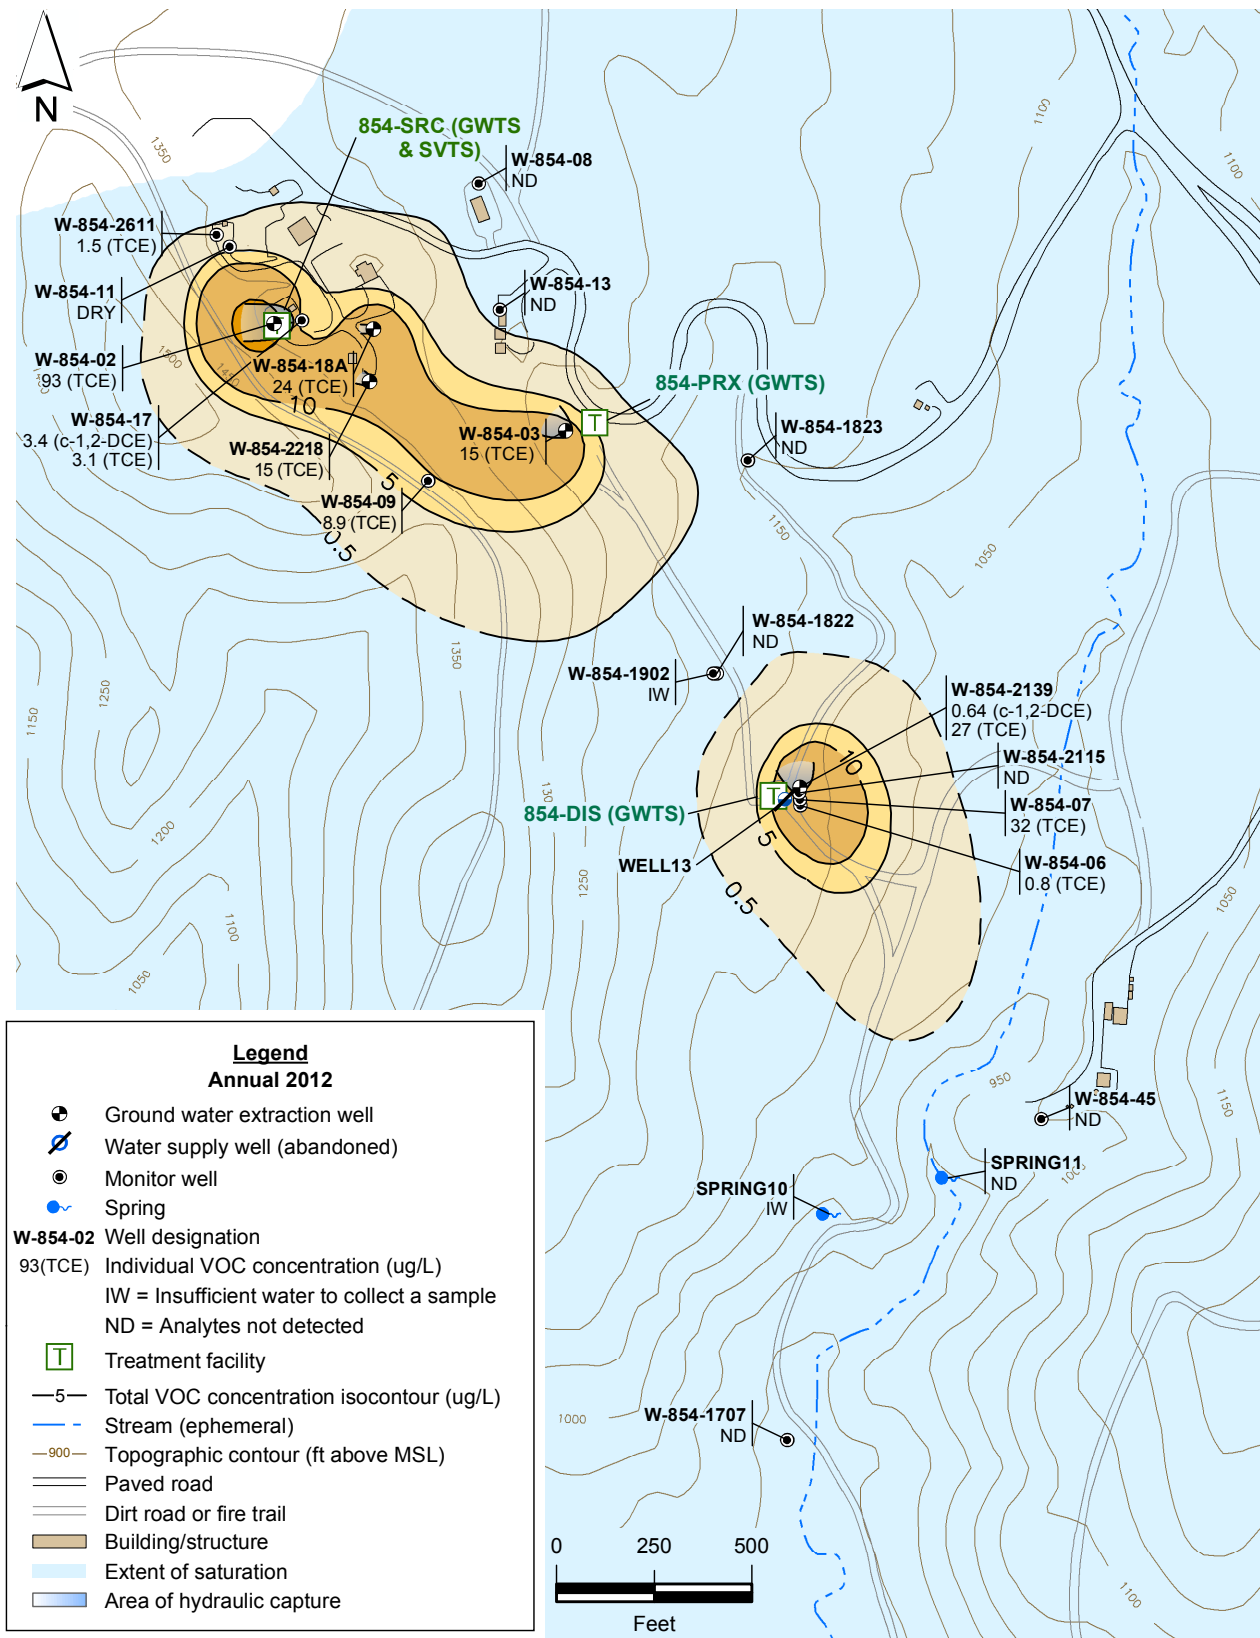 N
854-SRC (GWTS
& SVTS)
W-854-08
ND
W-854-2611
1.5 (TCE)
W-854-11
DRY
W-854-13
ND
W-854-02
93 (TCE)
W-854-18A
24 (TCE)
W-854-17
3.4 (c-1,2-DCE)
3.1 (TCE)
W-854-2218
15 (TCE)
W-854-09
8.9 (TCE)
W-854-03
15 (TCE)
854-PRX (GWTS)
W-854-1823
ND
T
T
10
5
0.5
1350
1500
1450
1100
1100
1150
1050
W-854-1822
ND
W-854-1902
IW
W-854-2139
0.64 (c-1,2-DCE)
27 (TCE)
W-854-2115
ND
W-854-07
32 (TCE)
W-854-06
0.8 (TCE)
854-DIS (GWTS)
WELL13
T
10
5
0.5
1350
1250
1150
1200
1100
1050
130
1250
1050
950
1150
1000
1000
1100
W-854-45
ND
SPRING11
ND
SPRING10
IW
W-854-1707
ND
Legend
Annual 2012
Ground water extraction well
Water supply well (abandoned)
Monitor well
Spring
W-854-02 Well designation
93(TCE) Individual VOC concentration (ug/L)
IW = Insufficient water to collect a sample
ND = Analytes not detected
T Treatment facility
5 Total VOC concentration isocontour (ug/L)
Stream (ephemeral)
900 Topographic contour (ft above MSL)
Paved road
Dirt road or fire trail
Building/structure
Extent of saturation
Area of hydraulic capture
0 250 500
Feet